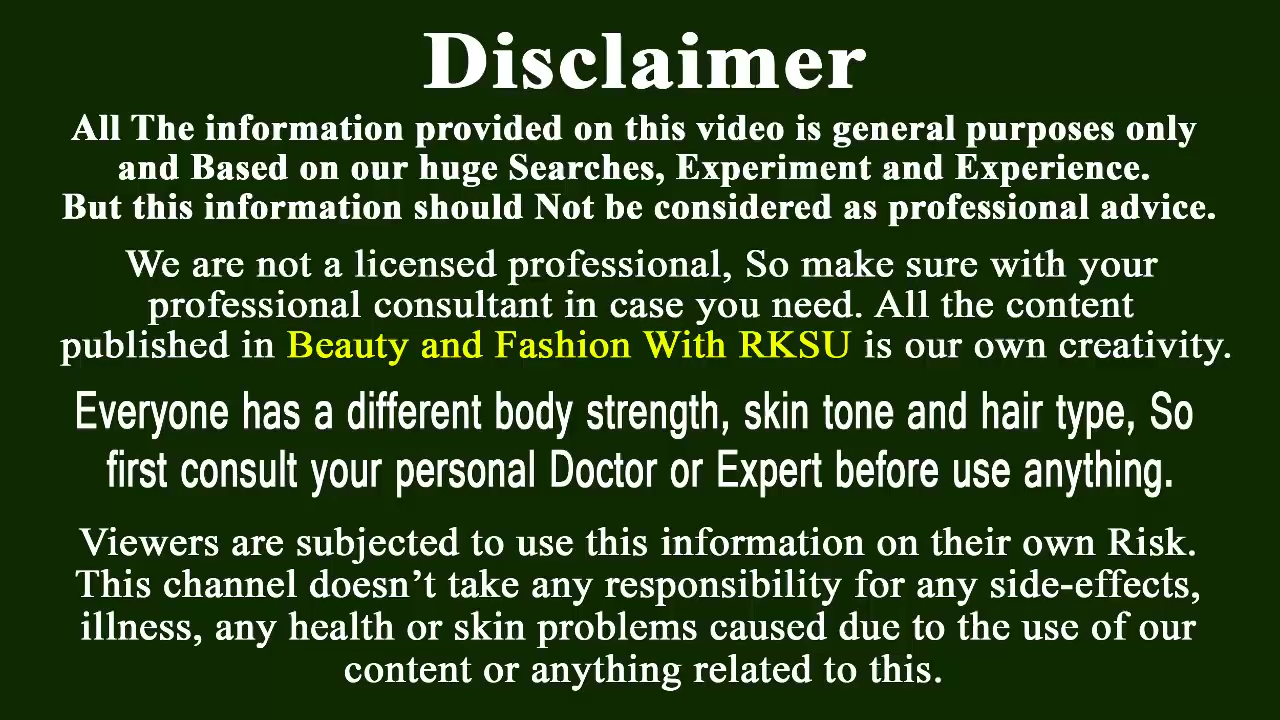 Disclaimer
All The information provided on this video is general purposes only
and Based on our huge Searches, Experiment and Experience.
But this information should Not be considered as professional advice.
We are not a licensed professional, So make sure with your
professional consultant in case you need. All the content
published in Beauty and Fashion With RKSU is our own creativity.
Everyone has a different body strength, skin tone and hair type, So
first consult your personal Doctor or Expert before use anything.
Viewers are subjected to use this information on their own Risk.
This channel doesn’t take any responsibility for any side-effects,
illness, any health or skin problems caused due to the use of our
content or anything related to this.